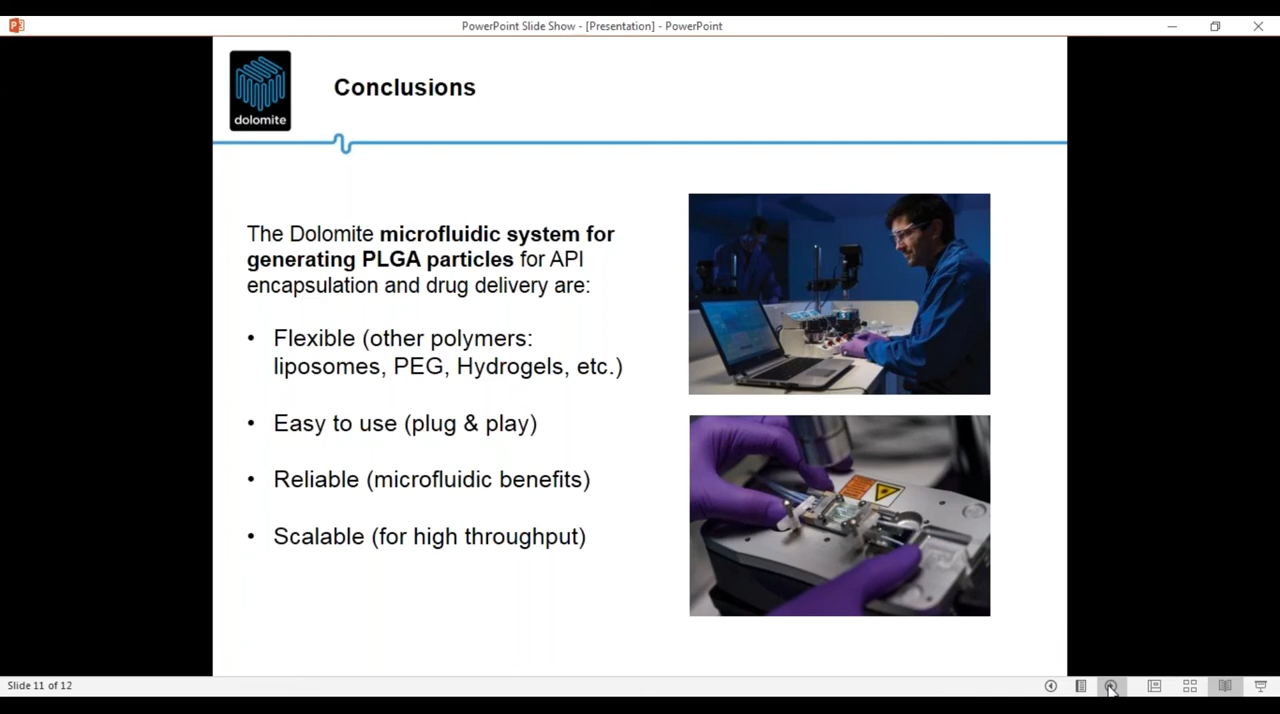 PowerPoint Slide Show - [Presentation] - PowerPoint
dolomite
Conclusions
The Dolomite microfluidic system for
generating PLGA particles for API
encapsulation and drug delivery are:
• Flexible (other polymers:
liposomes, PEG, Hydrogels, etc.)
• Easy to use (plug & play)
• Reliable (microfluidic benefits)
• Scalable (for high throughput)
Slide 11 of 12